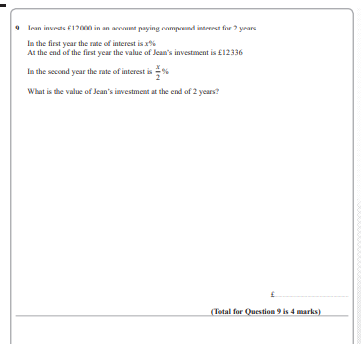 9 Jean invests £12000 in an account paying compound interest for 2 years
In the first year the rate of interest is x%
At the end of the first year the value of Jean's investment is £12336
In the second year the rate of interest is x/2 %
What is the value of Jean's investment at the end of 2 years?
£
(Total for Question 9 is 4 marks)